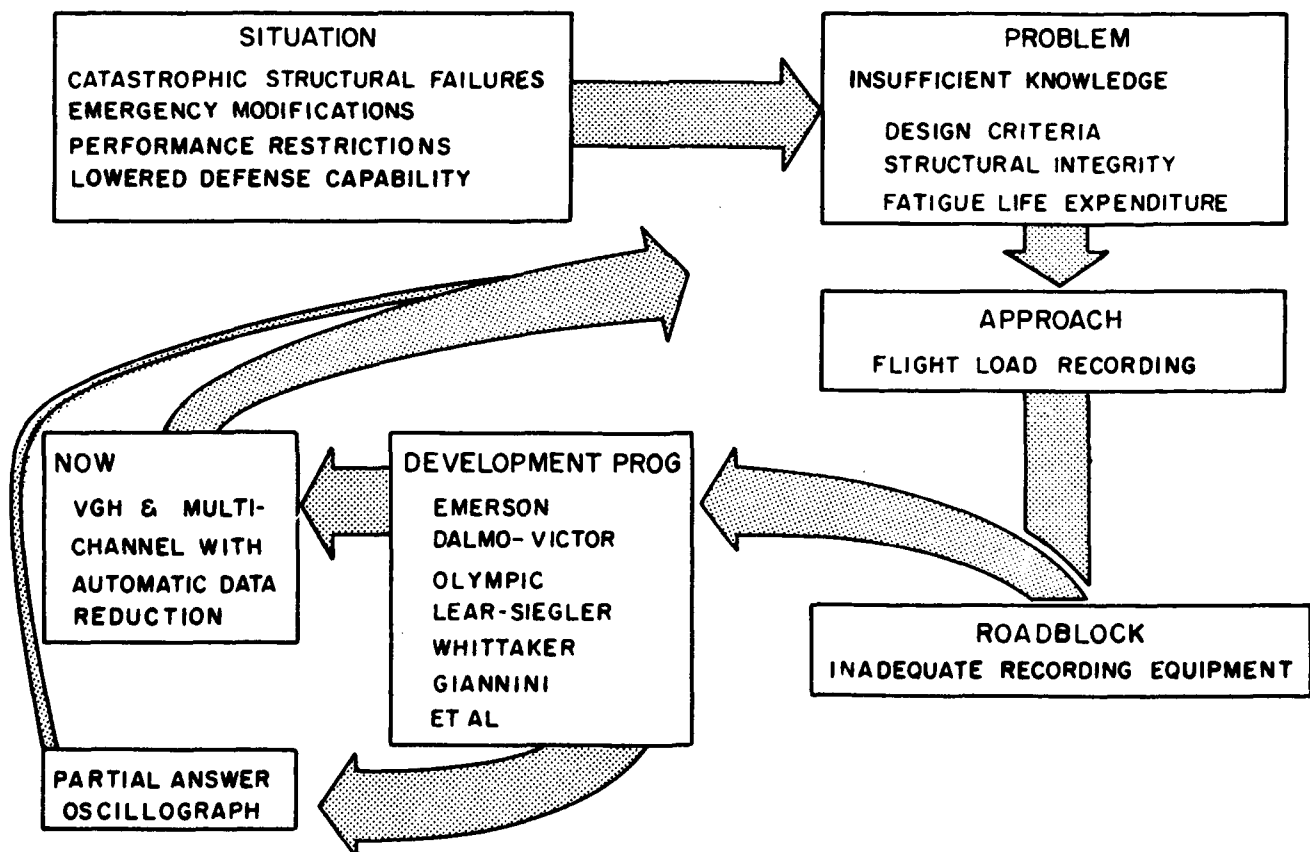 SITUATION
CATASTROPHIC STRUCTURAL FAILURES
EMERGENCY MODIFICATIONS
PERFORMANCE RESTRICTIONS
LOWERED DEFENSE CAPABILITY
PROBLEM
INSUFFICIENT KNOWLEDGE
DESIGN CRITERIA
STRUCTURAL INTEGRITY
FATIGUE LIFE EXPENDITURE
APPROACH
FLIGHT LOAD RECORDING
ROADBLOCK
INADEQUATE RECORDING EQUIPMENT
DEVELOPMENT PROG
EMERSON
DALMO-VICTOR
OLYMPIC
LEAR-SIEGLER
WHITTAKER
GIANNINI
ET AL
NOW
VGH & MULTI-
CHANNEL WITH
AUTOMATIC DATA
REDUCTION
PARTIAL ANSWER
OSCILLOGRAPH